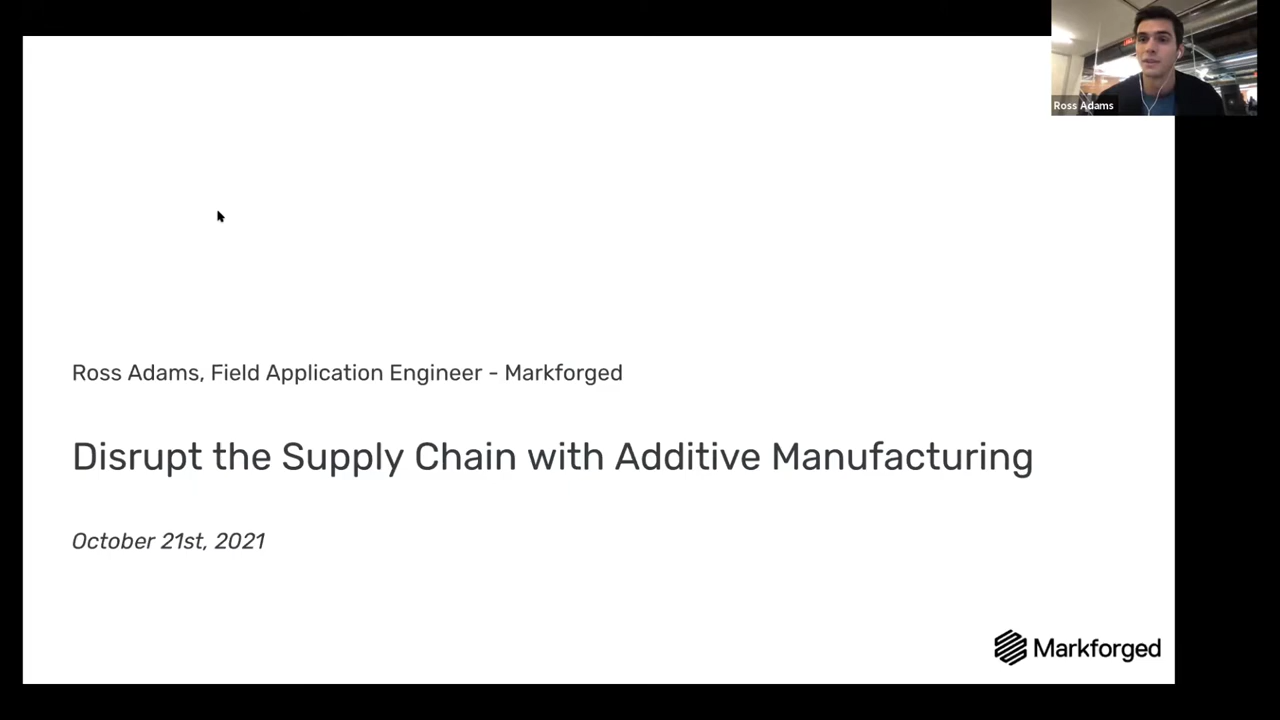 Ross Adams
Ross Adams, Field Application Engineer - Markforged
Disrupt the Supply Chain with Additive Manufacturing
October 21st, 2021
Markforged